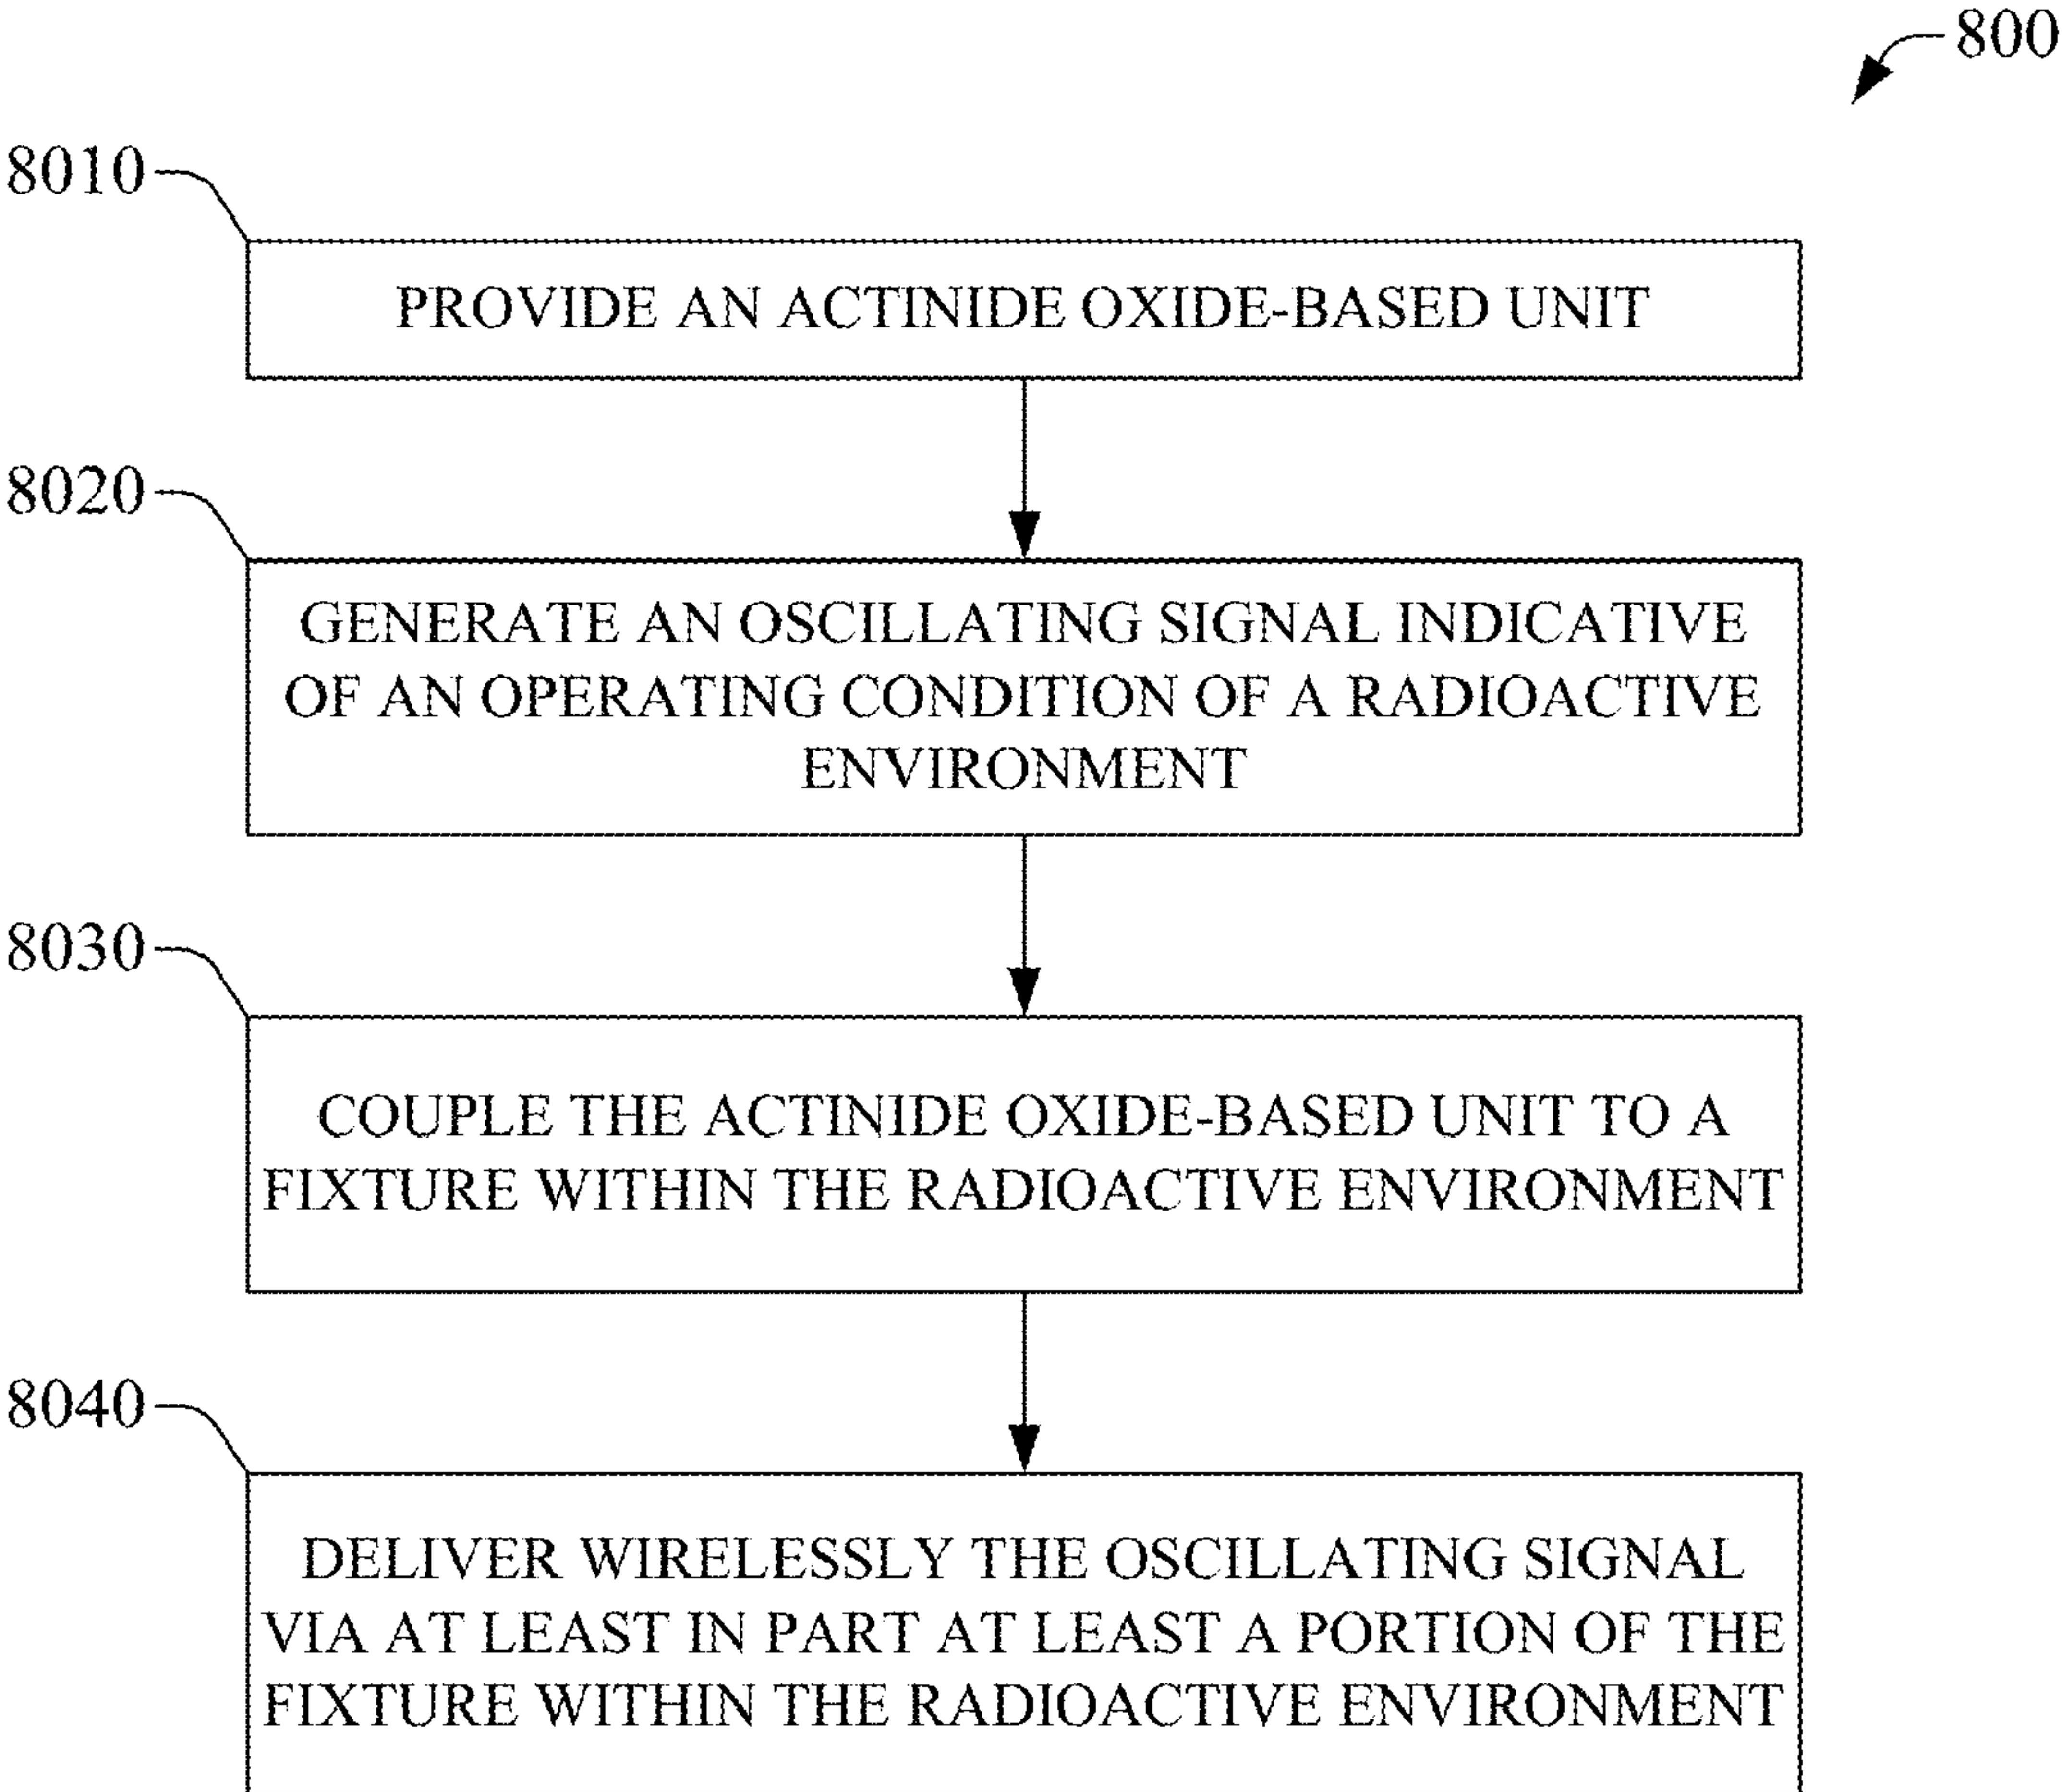 800
8010
PROVIDE AN ACTINIDE OXIDE-BASED UNIT
8020
GENERATE AN OSCILLATING SIGNAL INDICATIVE
OF AN OPERATING CONDITION OF A RADIOACTIVE
ENVIRONMENT
8030
COUPLE THE ACTINIDE OXIDE-BASED UNIT TO A
FIXTURE WITHIN THE RADIOACTIVE ENVIRONMENT
8040
DELIVER WIRELESSLY THE OSCILLATING SIGNAL
VIA AT LEAST IN PART AT LEAST A PORTION OF THE
FIXTURE WITHIN THE RADIOACTIVE ENVIRONMENT